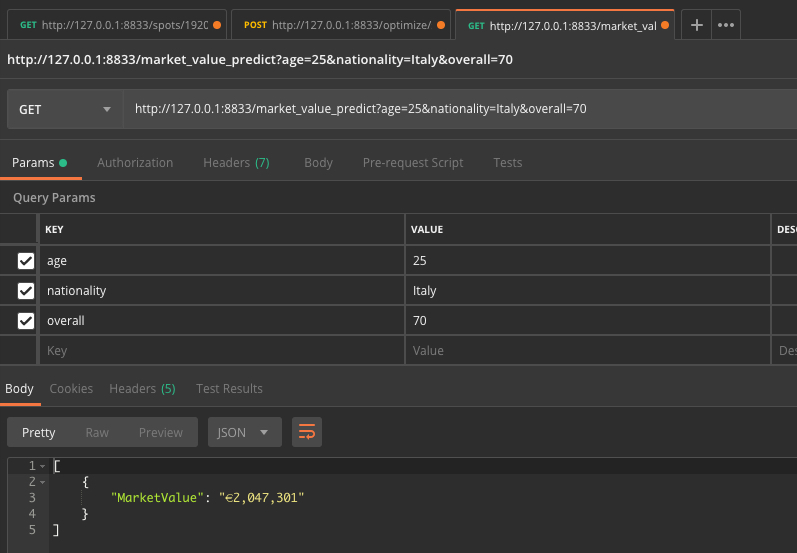 GET http://127.0.0.1:8833/spots/1920 POST http://127.0.0.1:8833/optimize/ GET http://127.0.0.1:8833/market_val + •••
http://127.0.0.1:8833/market_value_predict?age=25&nationality=Italy&overall=70
GET http://127.0.0.1:8833/market_value_predict?age=25&nationality=Italy&overall=70
Params Authorization Headers (7) Body Pre-request Script Tests
Query Params
KEY VALUE DES
age 25
nationality Italy
overall 70
Key Value Des
Body Cookies Headers (5) Test Results
Pretty Raw Preview JSON
1 [
2 {
3 "MarketValue": "€2,047,301"
4 }
5 ]